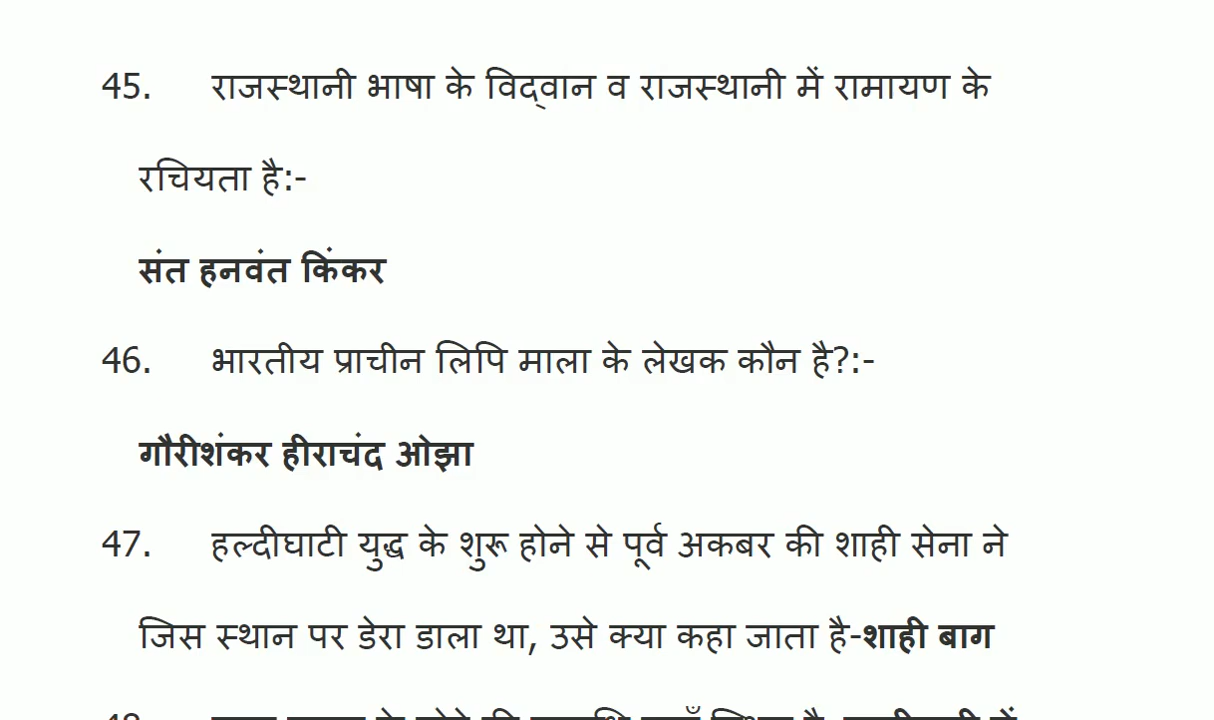 45. राजस्थानी भाषा के विद्‌वान व राजस्थानी में रामायण के
रचियता है:-
संत हनवंत किंकर
46. भारतीय प्राचीन लिपि माला के लेखक कौन है?:-
गौरीशंकर हीराचंद ओझा
47. हल्दीघाटी युद्ध के शुरू होने से पूर्व अकबर की शाही सेना ने
जिस स्थान पर डेरा डाला था, उसे क्या कहा जाता है-शाही बाग